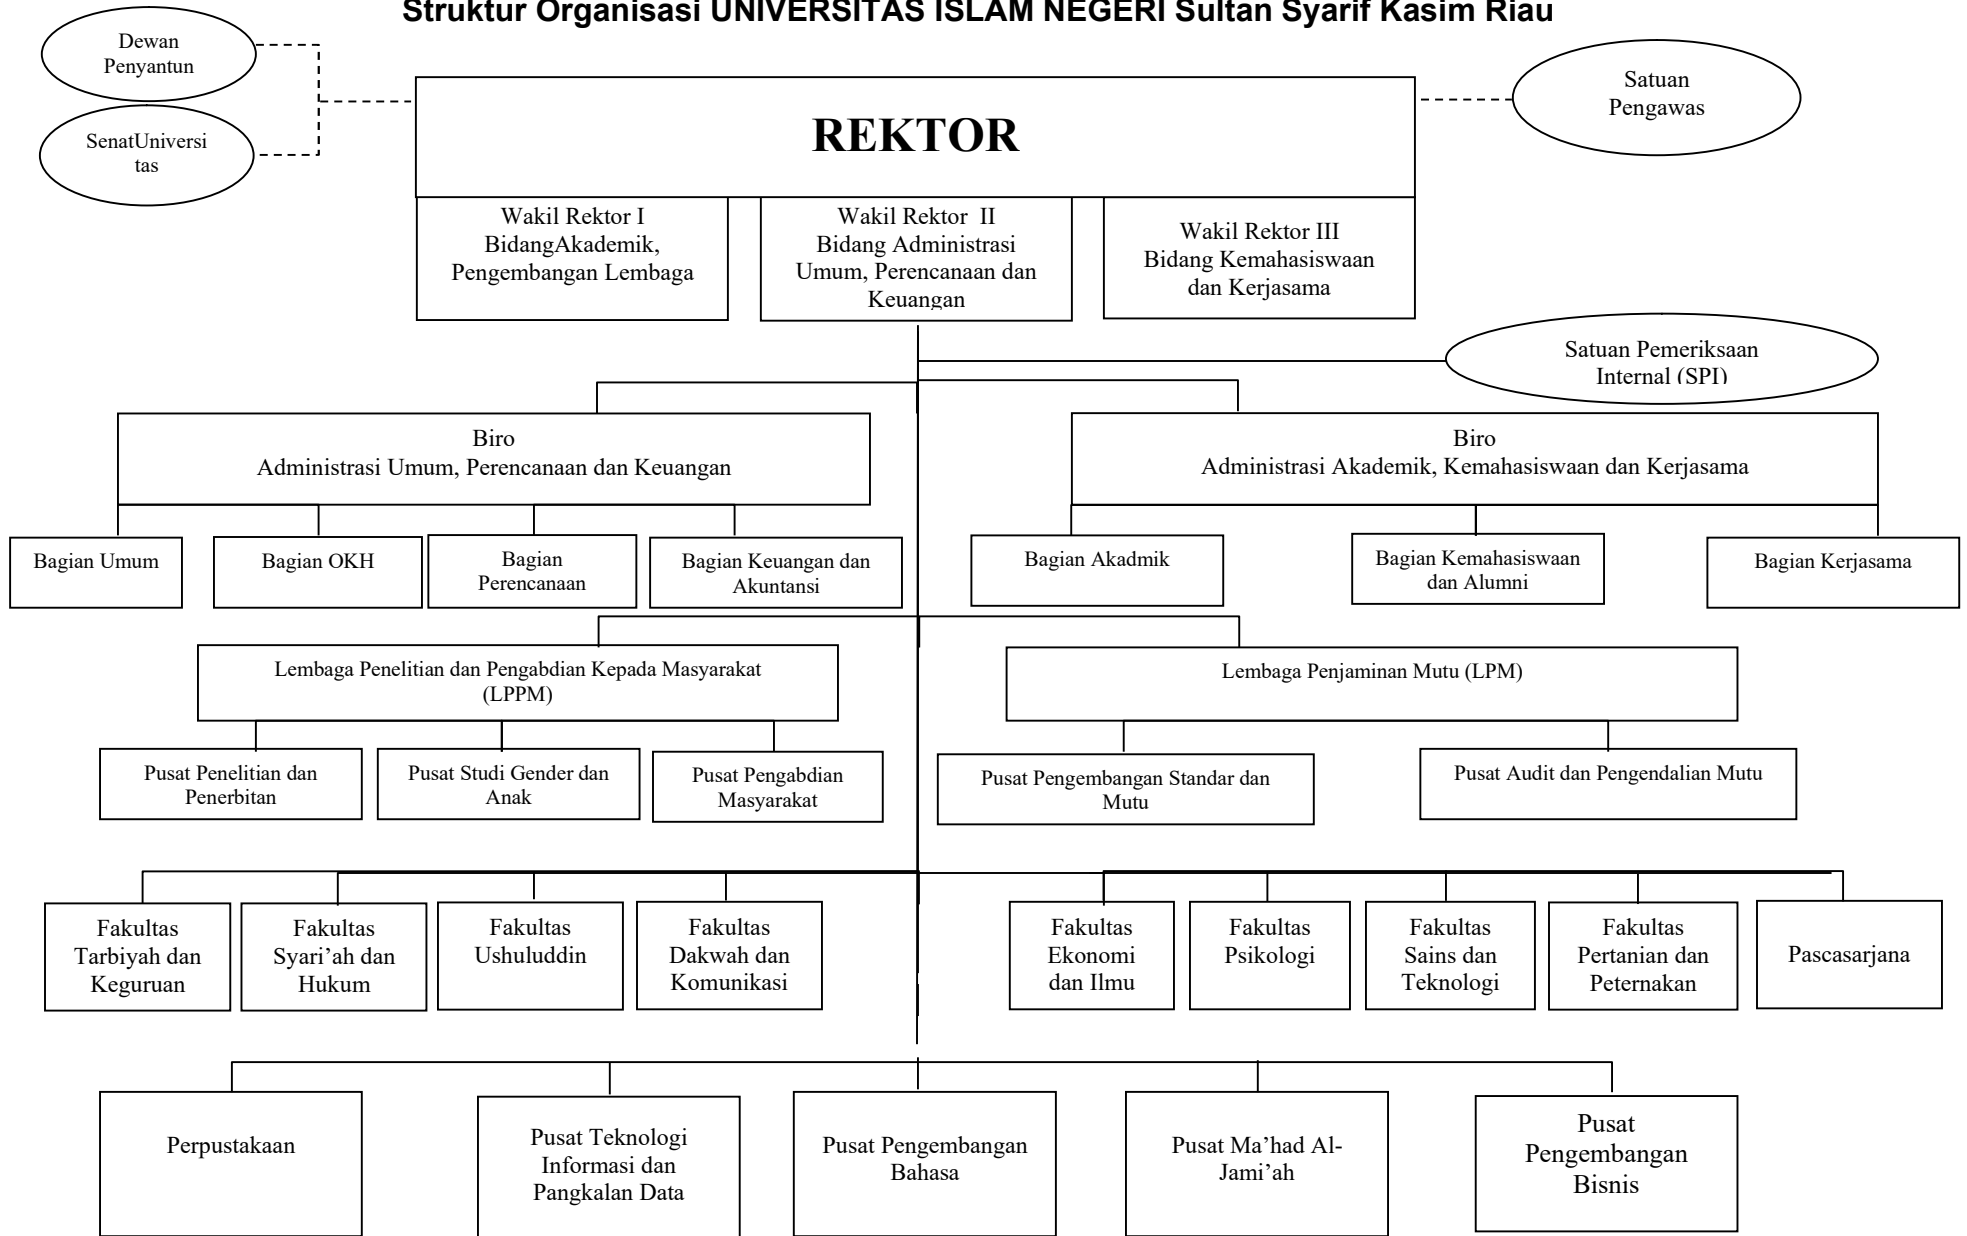 Struktur Organisasi UNIVERSITAS ISLAM NEGERI Sultan Syarif Kasim Riau
Dewan
Penyantun
SenatUniversi
tas
Satuan
Pengawas
REKTOR
Wakil Rektor I
BidangAkademik,
Pengembangan Lembaga
Wakil Rektor II
Bidang Administrasi
Umum, Perencanaan dan
Keuangan
Wakil Rektor III
Bidang Kemahasiswaan
dan Kerjasama
Satuan Pemeriksaan
Internal (SPI)
Biro
Administrasi Umum, Perencanaan dan Keuangan
Biro
Administrasi Akademik, Kemahasiswaan dan Kerjasama
Bagian Umum
Bagian OKH
Bagian
Perencanaan
Bagian Keuangan dan
Akuntansi
Bagian Akadmik
Bagian Kemahasiswaan
dan Alumni
Bagian Kerjasama
Lembaga Penelitian dan Pengabdian Kepada Masyarakat
(LPPM)
Lembaga Penjaminan Mutu (LPM)
Pusat Penelitian dan
Penerbitan
Pusat Studi Gender dan
Anak
Pusat Pengabdian
Masyarakat
Pusat Pengembangan Standar dan
Mutu
Pusat Audit dan Pengendalian Mutu
Fakultas
Tarbiyah dan
Keguruan
Fakultas
Syari’ah dan
Hukum
Fakultas
Ushuluddin
Fakultas
Dakwah dan
Komunikasi
Fakultas
Ekonomi
dan Ilmu
Fakultas
Psikologi
Fakultas
Sains dan
Teknologi
Fakultas
Pertanian dan
Peternakan
Pascasarjana
Perpustakaan
Pusat Teknologi
Informasi dan
Pangkalan Data
Pusat Pengembangan
Bahasa
Pusat Ma’had Al-
Jami’ah
Pusat
Pengembangan
Bisnis